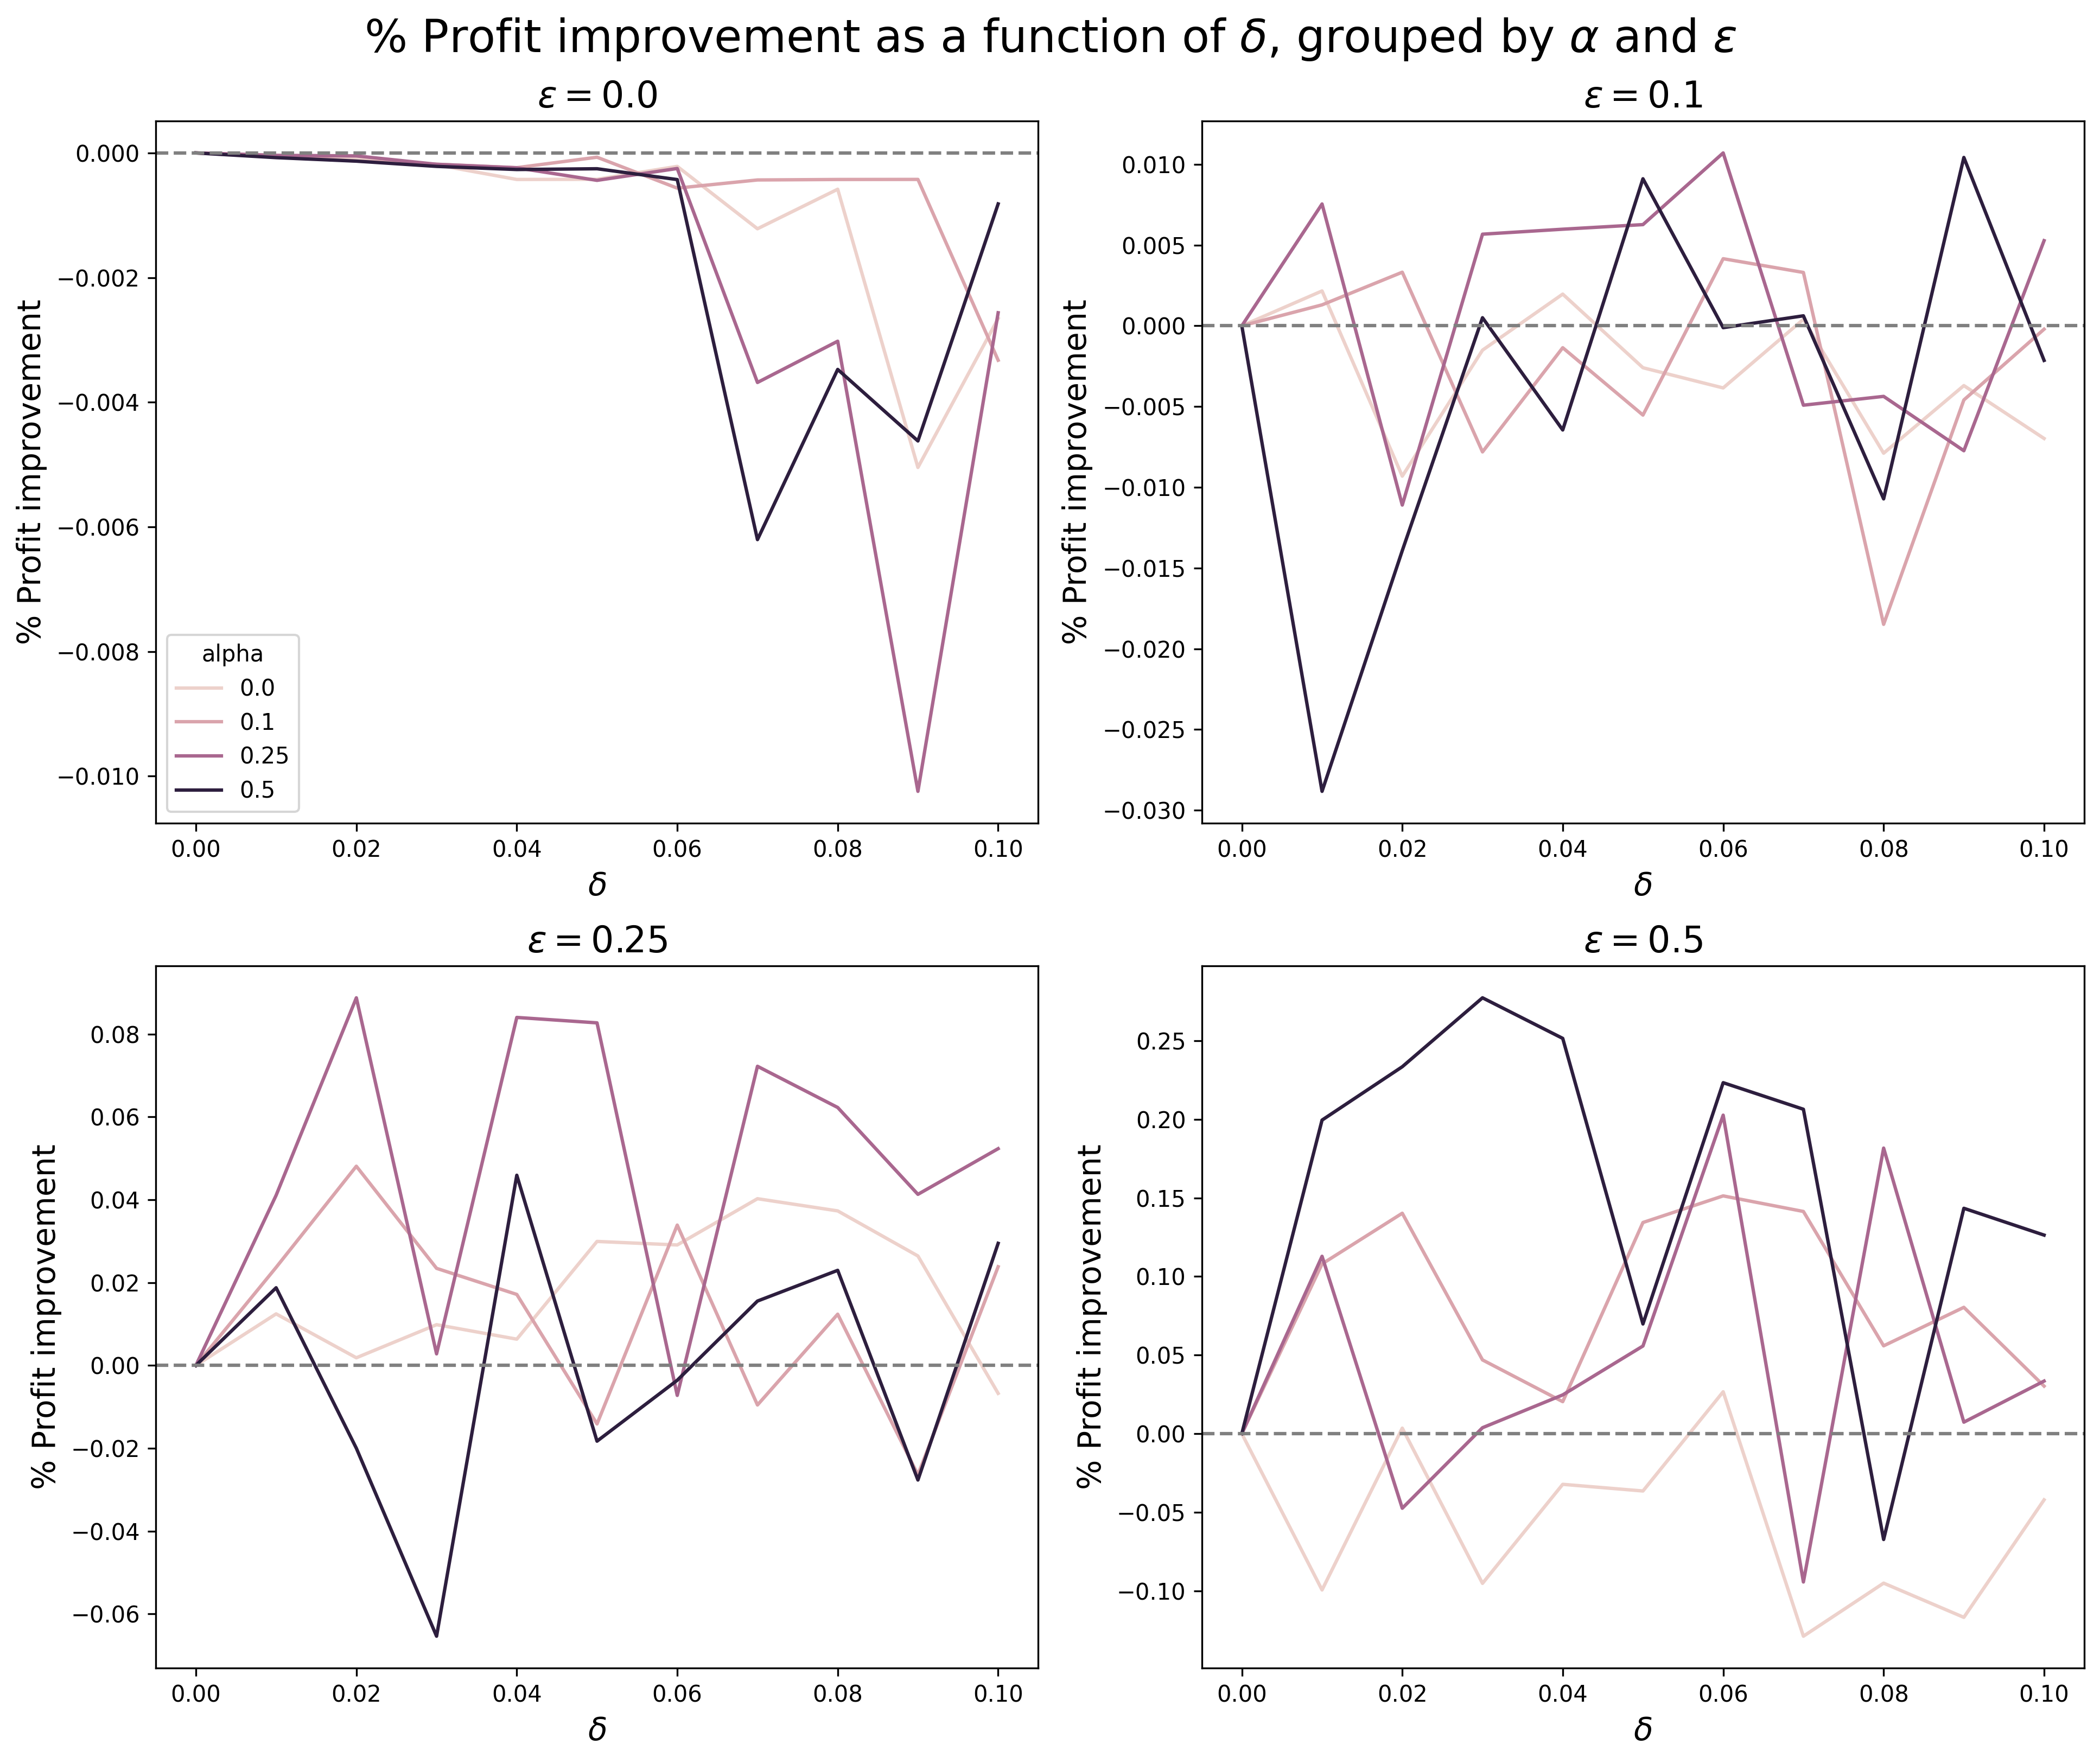 % Profit improvement as a function of δ, grouped by α and ε
ε = 0.0
0.000
−0.002
−0.004
−0.006
−0.008
−0.010
% Profit improvement
alpha
0.0
0.1
0.25
0.5
0.00 0.02 0.04 0.06 0.08 0.10
δ
ε = 0.1
0.010
0.005
0.000
−0.005
−0.010
−0.015
−0.020
−0.025
−0.030
% Profit improvement
0.00 0.02 0.04 0.06 0.08 0.10
δ
ε = 0.25
0.08
0.06
0.04
0.02
0.00
−0.02
−0.04
−0.06
% Profit improvement
0.00 0.02 0.04 0.06 0.08 0.10
δ
ε = 0.5
0.25
0.20
0.15
0.10
0.05
0.00
−0.05
−0.10
% Profit improvement
0.00 0.02 0.04 0.06 0.08 0.10
δ